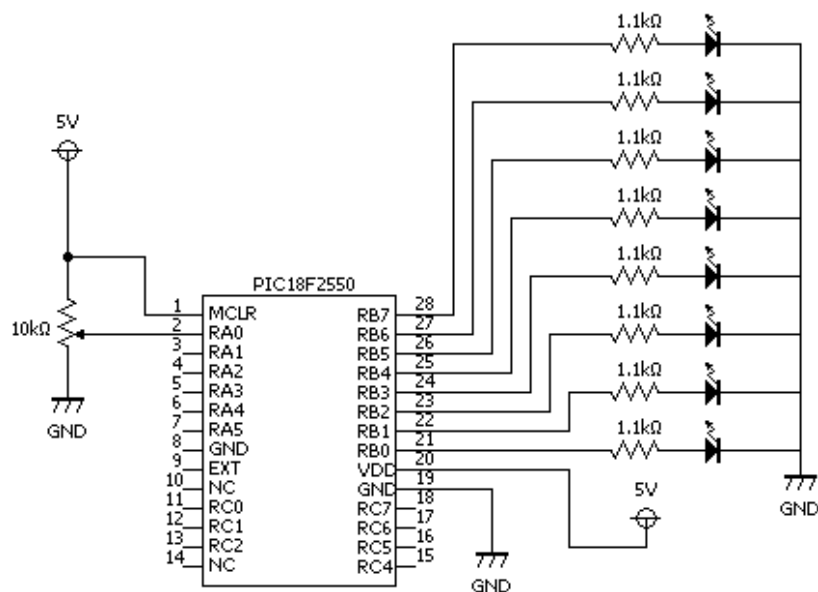 1.1kΩ
1.1kΩ
1.1kΩ
1.1kΩ
1.1kΩ
1.1kΩ
1.1kΩ
1.1kΩ
5V
10kΩ
GND
PIC18F2550
1 MCLR RB7 28
2 RA0 RB6 27
3 RA1 RB5 26
4 RA2 RB4 25
5 RA3 RB3 24
6 RA4 RB2 23
7 RA5 RB1 22
8 GND RB0 21
9 EXT VDD 20
10 NC GND 19
11 RC0 RC7 18
12 RC1 RC6 17
13 RC2 RC5 16
14 NC RC4 15
5V
GND
GND